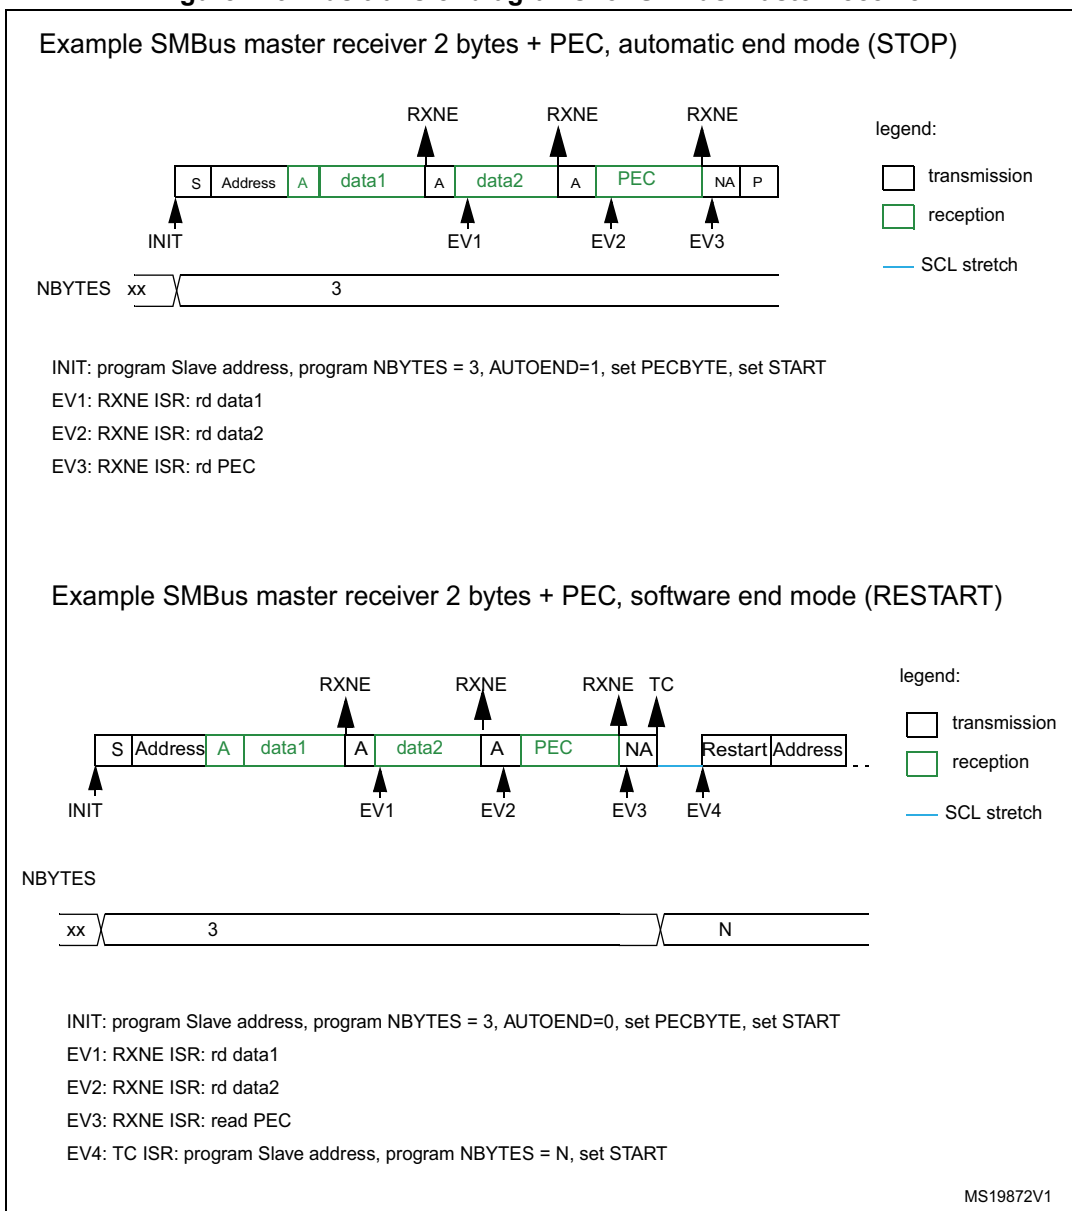 Example SMBus master receiver 2 bytes + PEC, automatic end mode (STOP)
RXNE RXNE RXNE
legend:
S Address A data1 A data2 A PEC NA P
transmission
reception
INIT EV1 EV2 EV3
SCL stretch
NBYTES xx 3
INIT: program Slave address, program NBYTES = 3, AUTOEND=1, set PECBYTE, set START
EV1: RXNE ISR: rd data1
EV2: RXNE ISR: rd data2
EV3: RXNE ISR: rd PEC
Example SMBus master receiver 2 bytes + PEC, software end mode (RESTART)
legend:
RXNE RXNE RXNE TC
transmission
S Address A data1 A data2 A PEC NA Restart Address
reception
INIT EV1 EV2 EV3 EV4
SCL stretch
NBYTES
xx 3 N
INIT: program Slave address, program NBYTES = 3, AUTOEND=0, set PECBYTE, set START
EV1: RXNE ISR: rd data1
EV2: RXNE ISR: rd data2
EV3: RXNE ISR: read PEC
EV4: TC ISR: program Slave address, program NBYTES = N, set START
MS19872V1